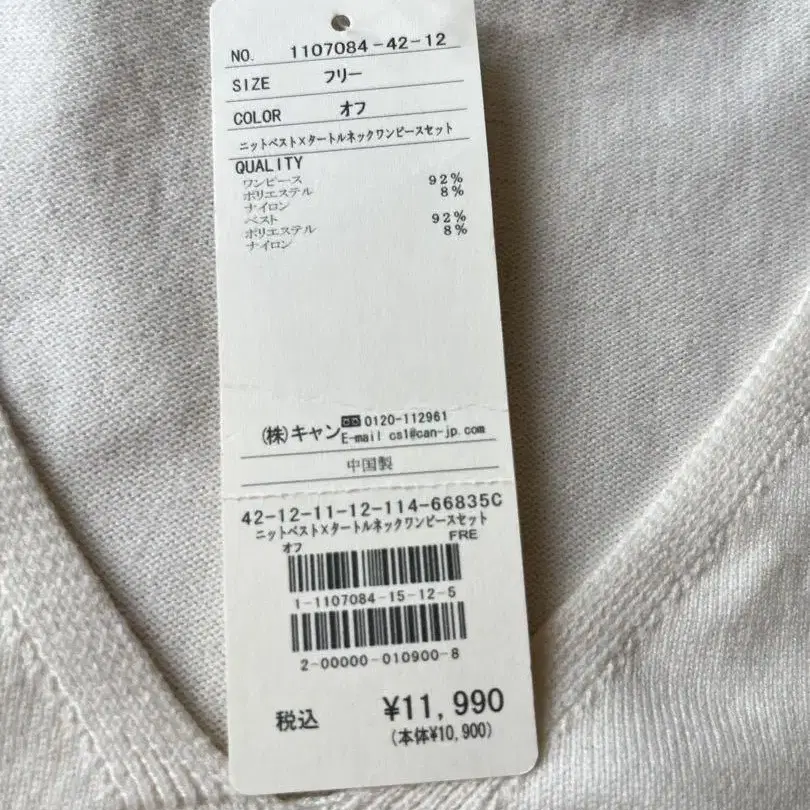 NO. 1107084-42-12
SIZE フリー
COLOR オフ
ニットベスト×タートルネックワンピースセット
QUALITY
ワンピース
ポリエステル 92%
ナイロン 8%
ベスト
ポリエステル 92%
ナイロン 8%
(株)キャン 0120-112961
E-mail cs1@can-jp.com
中国製
42-12-11-12-114-66835C
ニットベスト×タートルネックワンピースセット
オフ FRE
1-1107084-15-12-5
2-00000-010900-8
税込 ¥11,990
(本体¥10,900)